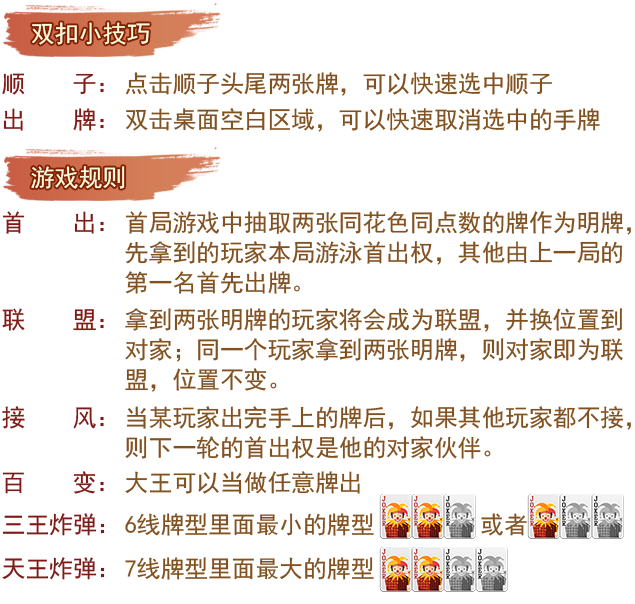 双扣小技巧
顺 子：点击顺子头尾两张牌，可以快速选中顺子
出 牌：双击桌面空白区域，可以快速取消选中的手牌
游戏规则
首 出：首局游戏中抽取两张同花色同点数的牌作为明牌，
先拿到的玩家本局游泳首出权，其他由上一局的
第一名首先出牌。
联 盟：拿到两张明牌的玩家将会成为联盟，并换位置到
对家；同一个玩家拿到两张明牌，则对家即为联
盟，位置不变。
接 风：当某玩家出完手上的牌后，如果其他玩家都不接，
则下一轮的首出权是他的对家伙伴。
百 变：大王可以当做任意牌出
三王炸弹：6线牌型里面最小的牌型 JOKER JOKER JOKER 或者 JOKER JOKER JOKER
天王炸弹：7线牌型里面最大的牌型 JOKER JOKER JOKER JOKER